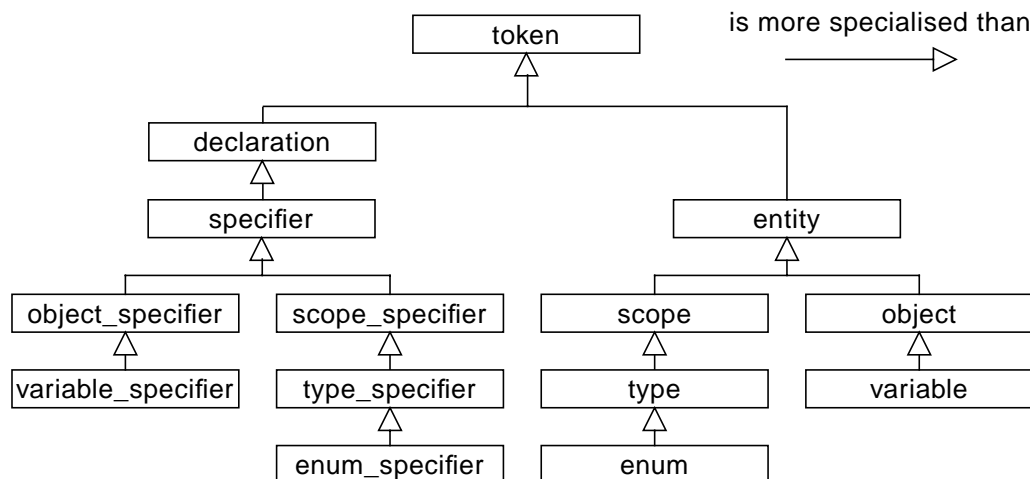 token
is more specialised than
declaration
specifier
entity
object_specifier
scope_specifier
scope
object
variable_specifier
type_specifier
type
variable
enum_specifier
enum